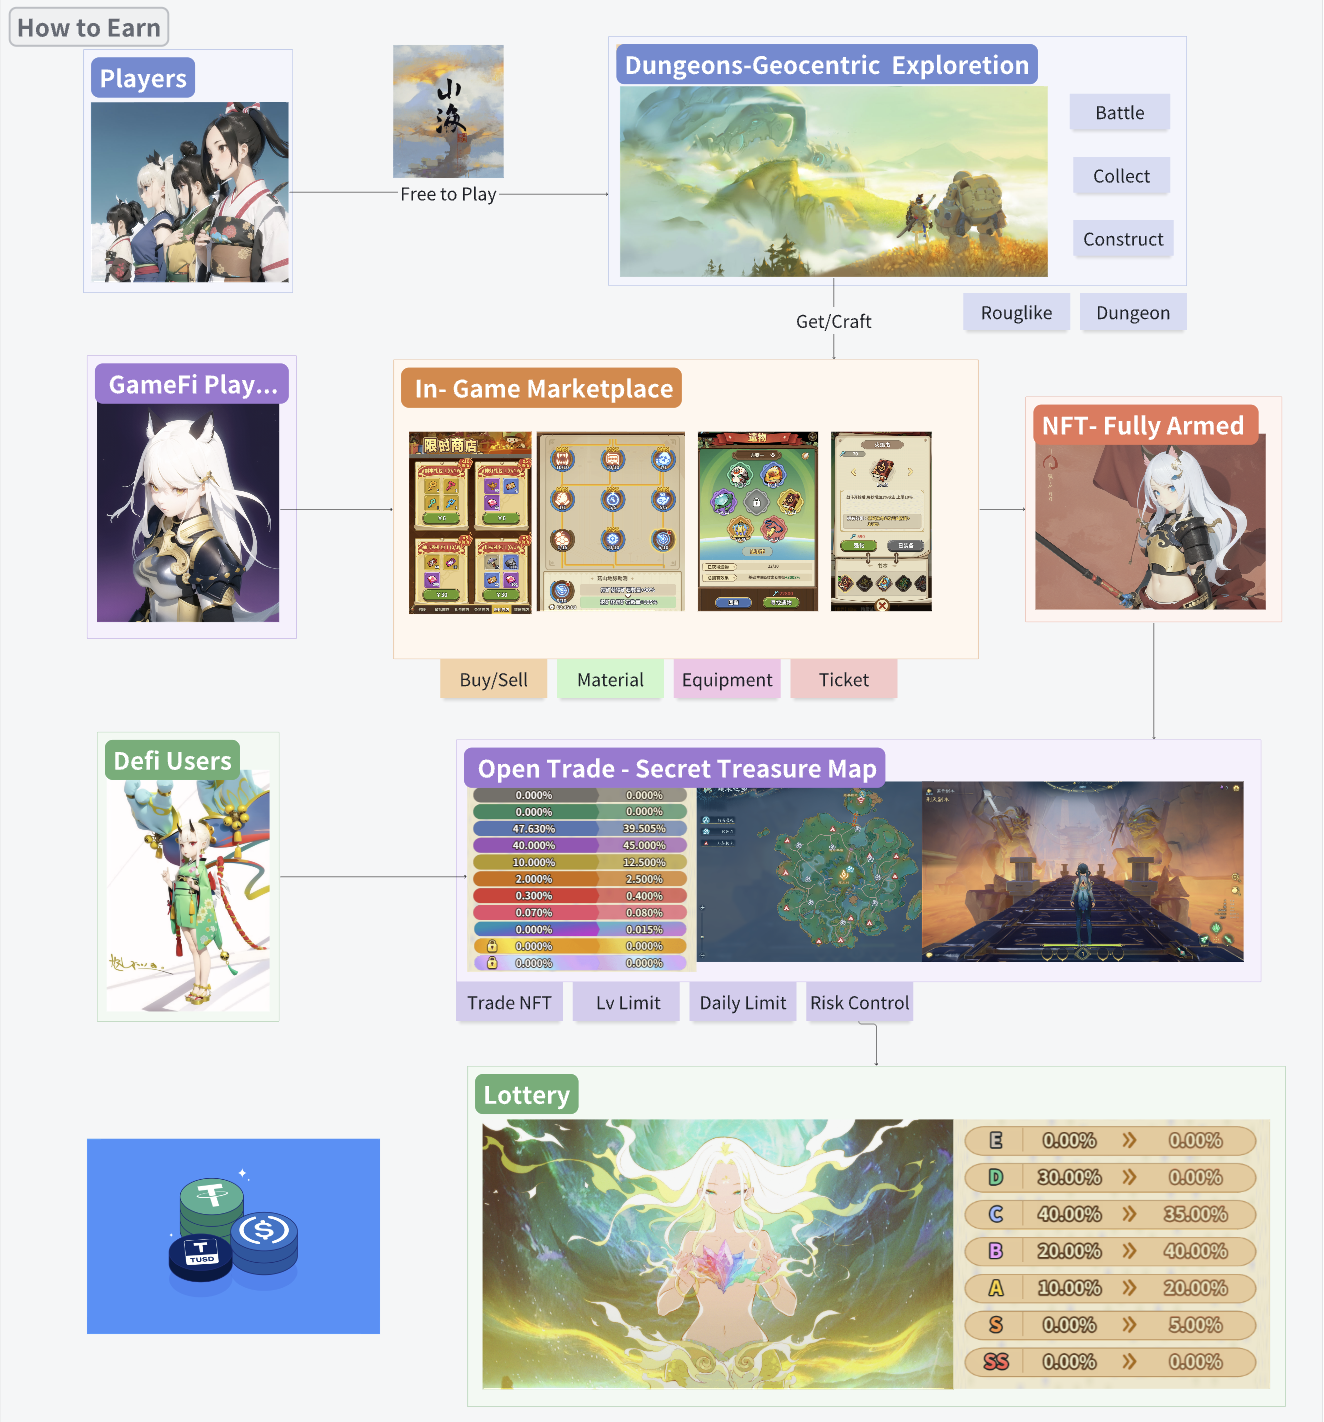 How to Earn
Players
山
海
Free to Play
Dungeons-Geocentric Exploretion
Battle
Collect
Construct
Rouglike
Dungeon
Get/Craft
GameFi Play...
In- Game Marketplace
限时商店
遗物
NFT- Fully Armed
Buy/Sell
Material
Equipment
Ticket
Defi Users
Open Trade - Secret Treasure Map
0.000% 0.000%
0.000% 0.000%
47.630% 39.505%
40.000% 45.000%
10.000% 12.500%
2.000% 2.500%
0.300% 0.400%
0.070% 0.080%
0.000% 0.015%
0.000% 0.000%
0.000% 0.000%
Trade NFT
Lv Limit
Daily Limit
Risk Control
Lottery
E 0.00% » 0.00%
D 30.00% » 0.00%
C 40.00% » 35.00%
B 20.00% » 40.00%
A 10.00% » 20.00%
S 0.00% » 5.00%
SS 0.00% » 0.00%
T
$
T
TUSD